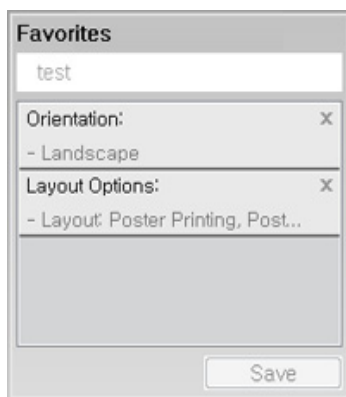 Favorites
test
Orientation: x
- Landscape
Layout Options: x
- Layout: Poster Printing, Post...
Save